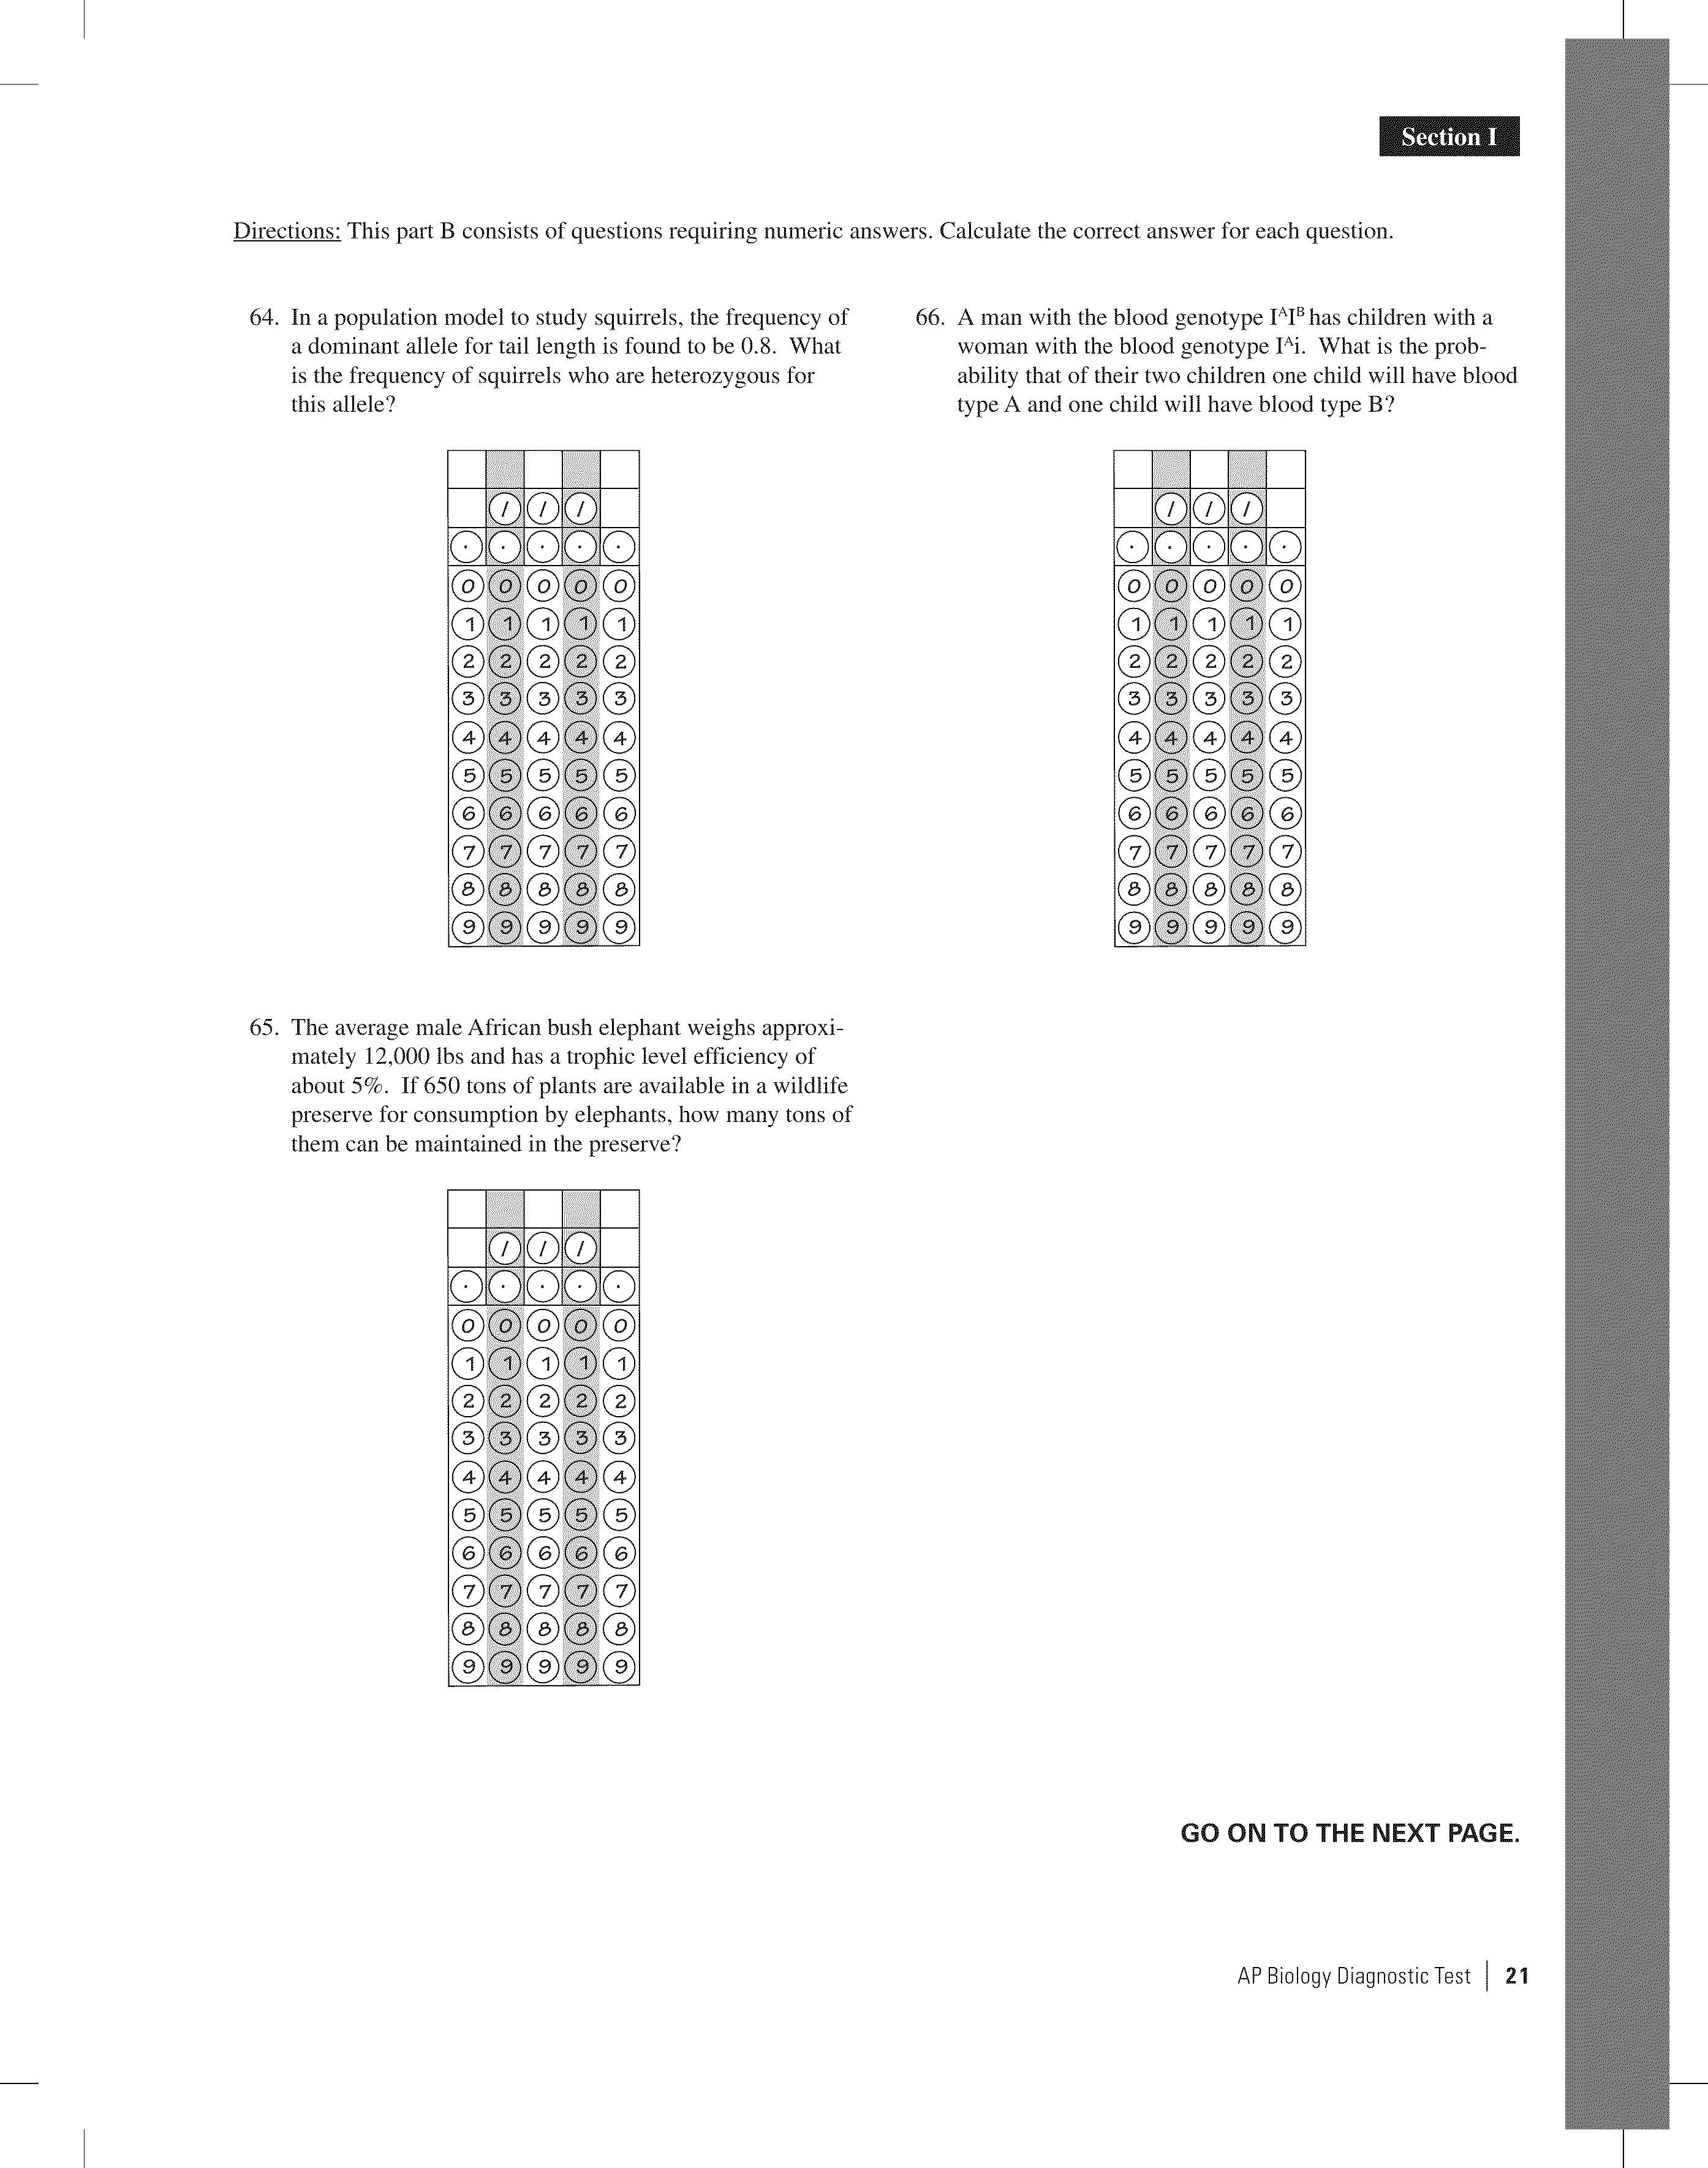 Section I
Directions: This part B consists of questions requiring numeric answers. Calculate the correct answer for each question.
64. In a population model to study squirrels, the frequency of
a dominant allele for tail length is found to be 0.8. What
is the frequency of squirrels who are heterozygous for
this allele?
/ / /
. . . . .
0 0 0 0 0
1 1 1 1 1
2 2 2 2 2
3 3 3 3 3
4 4 4 4 4
5 5 5 5 5
6 6 6 6 6
7 7 7 7 7
8 8 8 8 8
9 9 9 9 9
65. The average male African bush elephant weighs approxi-
mately 12,000 lbs and has a trophic level efficiency of
about 5%. If 650 tons of plants are available in a wildlife
preserve for consumption by elephants, how many tons of
them can be maintained in the preserve?
/ / /
. . . . .
0 0 0 0 0
1 1 1 1 1
2 2 2 2 2
3 3 3 3 3
4 4 4 4 4
5 5 5 5 5
6 6 6 6 6
7 7 7 7 7
8 8 8 8 8
9 9 9 9 9
66. A man with the blood genotype IᴬIᴮ has children with a
woman with the blood genotype Iᴬi. What is the prob-
ability that of their two children one child will have blood
type A and one child will have blood type B?
/ / /
. . . . .
0 0 0 0 0
1 1 1 1 1
2 2 2 2 2
3 3 3 3 3
4 4 4 4 4
5 5 5 5 5
6 6 6 6 6
7 7 7 7 7
8 8 8 8 8
9 9 9 9 9
GO ON TO THE NEXT PAGE.
AP Biology Diagnostic Test | 21